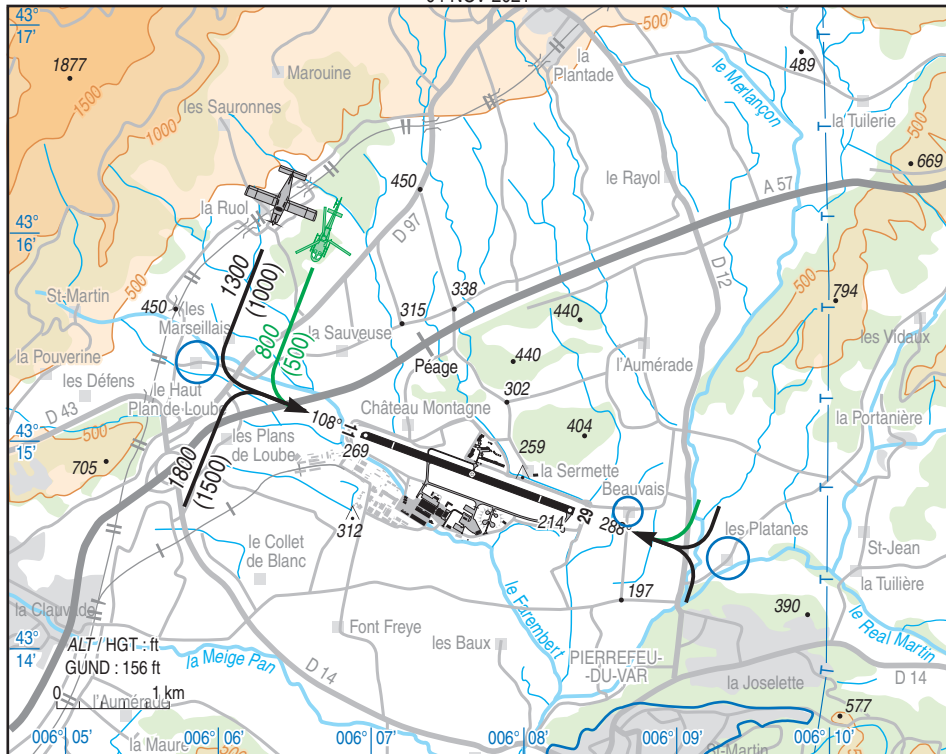 43°
17'
1877
1500
1000
500
Marouine
les Sauronnes
500'
la
Plantade
489
le Merlançon
la Tuilerie
500
669
450
le Rayol
A 57
la Ruol
D 97
43°
16'
1300
(1000)
800
(500)
D 12
St-Martin
500
450
les
Marseillais
315
338
la Sauveuse
440
500
794
les Vidaux
la Pouverine
Péage
440
l'Aumérade
les Défens
le Haut
Plan de Loube
302
D 43
108°
11
Château Montagne
la Portanière
43°
15'
500
705
les Plans
de Loube
269
259
404
la Sermette
1800
(1500)
Beauvais
214
29
288°
les Platanes
312
le Collet
de Blanc
St-Jean
la Tuilière
la Clauvade
197
390
le Farembert
le Real Martin
43°
14'
Font Freye
les Baux
ALT / HGT : ft
GUND : 156 ft
la Meige Pan
PIERREFEU-
-DU-VAR
D 14
D 14
0
1 km
la Joselette
l'Aumérade
577
006° 05'
006° 06'
006° 07'
006° 08'
006° 09'
006° 10'
la Maure
St-Martin